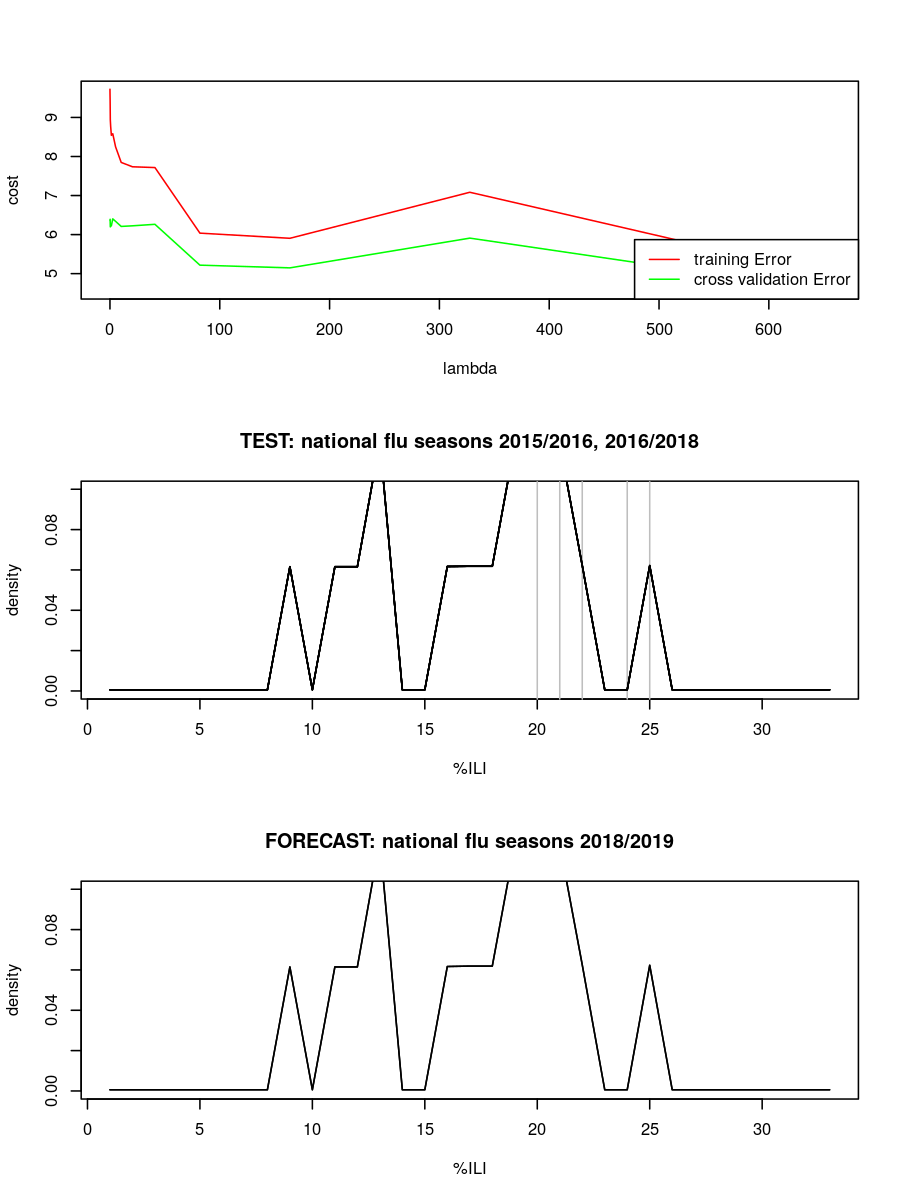 9
8
7
6
5
cost
training Error
cross validation Error
0 100 200 300 400 500 600
lambda
TEST: national flu seasons 2015/2016, 2016/2018
0.08
0.04
0.00
density
0 5 10 15 20 25 30
%ILI
FORECAST: national flu seasons 2018/2019
0.08
0.04
0.00
density
0 5 10 15 20 25 30
%ILI